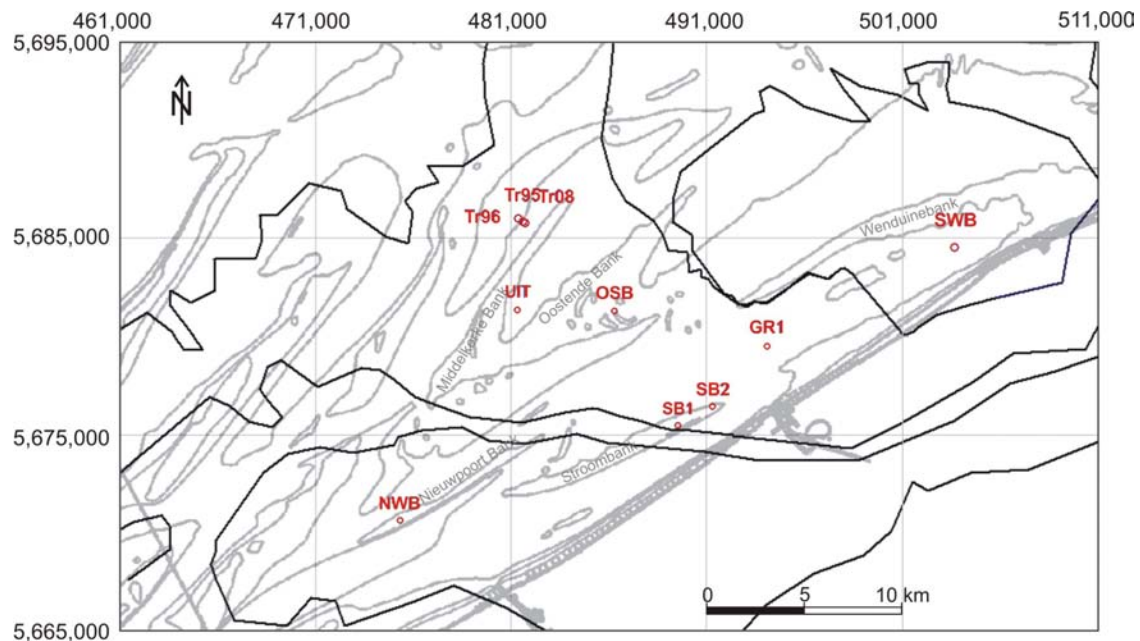 461,000 471,000 481,000 491,000 501,000 511,000
5,695,000
N
Tr95 Tr08
Tr96
5,685,000
Wenduinebank
SWB
UIT
OSB
Oostende Bank
Middelkerke Bank
GR1
SB2
SB1
5,675,000
Stroombank
Nieuwpoort Bank
NWB
0 5 10 km
5,665,000